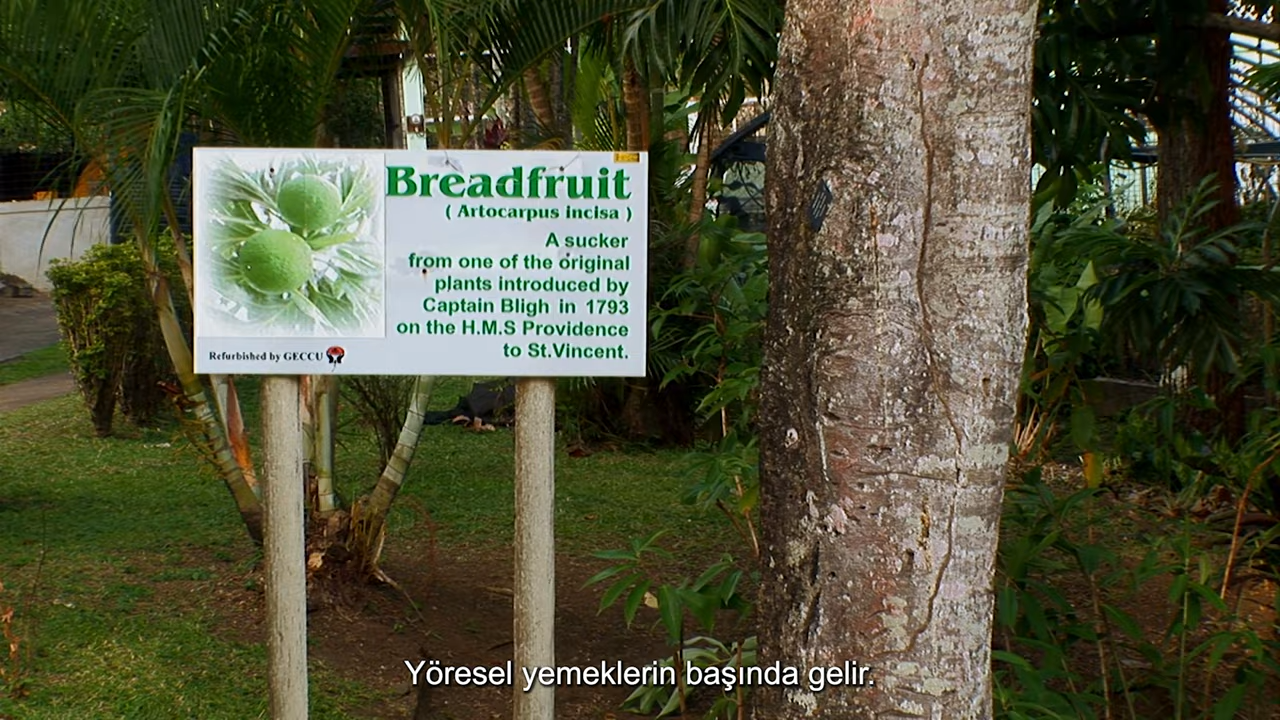 Breadfruit
( Artocarpus incisa )
A sucker
from one of the original
plants introduced by
Captain Bligh in 1793
on the H.M.S Providence
to St.Vincent.
Refurbished by GECCU
Yöresel yemeklerin başında gelir.